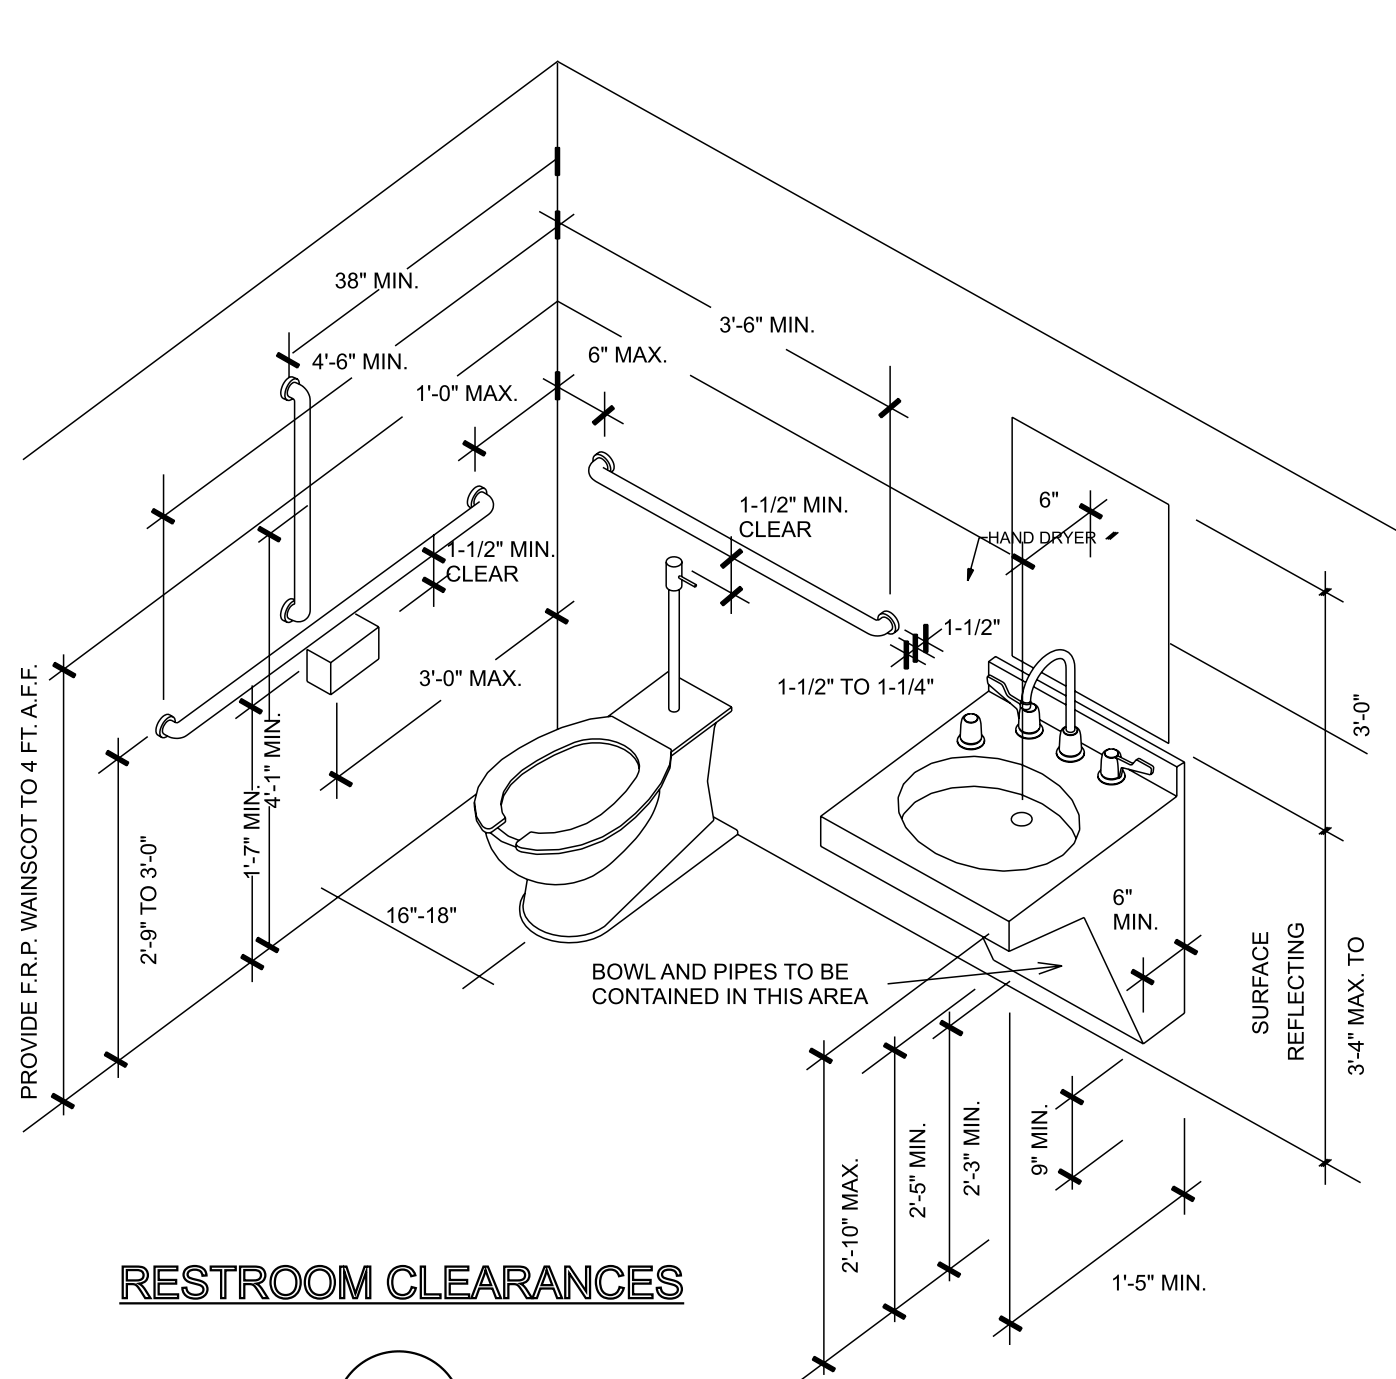 38" MIN.
3'-6" MIN.
4'-6" MIN.
6" MAX.
1'-0" MAX.
1-1/2" MIN.
CLEAR
6"
HAND DRYER
1-1/2" MIN.
CLEAR
1-1/2"
3'-0" MAX.
1-1/2" TO 1-1/4"
PROVIDE F.R.P. WAINSCOT TO 4 FT. A.F.F.
2'-9" TO 3'-0"
1'-7" MIN.
4'-1" MIN.
3'-0"
16"-18"
6"
MIN.
BOWL AND PIPES TO BE
CONTAINED IN THIS AREA
SURFACE
REFLECTING
3'-4" MAX. TO
2'-10" MAX.
2'-5" MIN.
2'-3" MIN.
9" MIN.
1'-5" MIN.
RESTROOM CLEARANCES